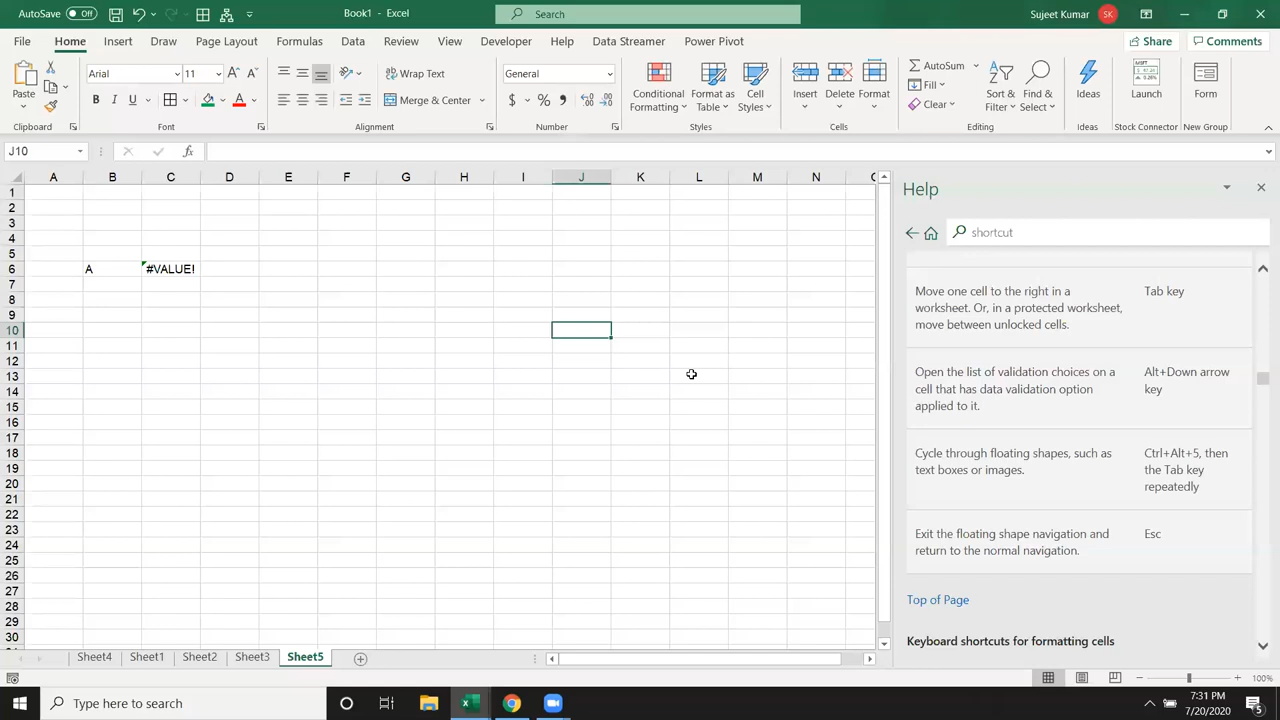 AutoSave Off Book1 - Excel Search Sujeet Kumar SK
File Home Insert Draw Page Layout Formulas Data Review View Developer Help Data Streamer Power Pivot Share Comments
Paste Arial 11 Wrap Text General Conditional Formatting Format as Table Cell Styles Insert Delete Format AutoSum Fill Clear Sort & Filter Find & Select Ideas Launch Form
B I U Merge & Center $ % ,
Clipboard Font Alignment Number Styles Cells Editing Ideas Stock Connector New Group
J10 fx
A B C D E F G H I J K L M N
1
2
3
4
5
6 A #VALUE!
7
8
9
10
11
12
13
14
15
16
17
18
19
20
21
22
23
24
25
26
27
28
29
30
Help
shortcut
Move one cell to the right in a Tab key
worksheet. Or, in a protected worksheet,
move between unlocked cells.
Open the list of validation choices on a Alt+Down arrow
cell that has data validation option key
applied to it.
Cycle through floating shapes, such as Ctrl+Alt+5, then
text boxes or images. the Tab key
repeatedly
Exit the floating shape navigation and Esc
return to the normal navigation.
Top of Page
Keyboard shortcuts for formatting cells
Sheet4 Sheet1 Sheet2 Sheet3 Sheet5
100%
Type here to search
7:31 PM
7/20/2020
5